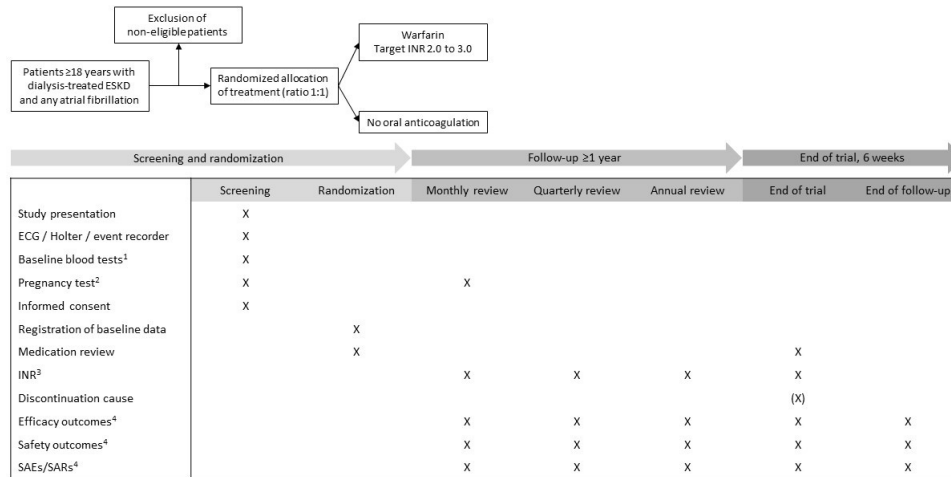 Exclusion of
non-eligible patients
Warfarin
Target INR 2.0 to 3.0
Patients ≥18 years with
dialysis-treated ESKD
and any atrial fibrillation
Randomized allocation
of treatment (ratio 1:1)
No oral anticoagulation
Screening and randomization Follow-up ≥1 year End of trial, 6 weeks
Screening Randomization Monthly review Quarterly review Annual review End of trial End of follow-up
Study presentation X
ECG / Holter / event recorder X
Baseline blood tests¹ X
Pregnancy test² X X
Informed consent X
Registration of baseline data X
Medication review X X
INR³ X X X X
Discontinuation cause (X)
Efficacy outcomes⁴ X X X X X
Safety outcomes⁴ X X X X X
SAEs/SARs⁴ X X X X X